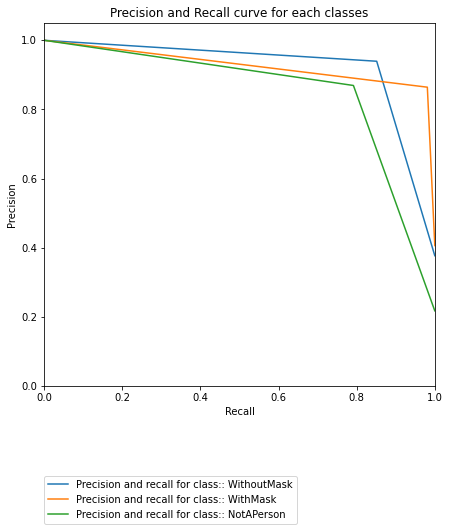 Precision and Recall curve for each classes
1.0
0.8
0.6
0.4
0.2
0.0
Precision
0.0 0.2 0.4 0.6 0.8 1.0
Recall
Precision and recall for class:: WithoutMask
Precision and recall for class:: WithMask
Precision and recall for class:: NotAPerson